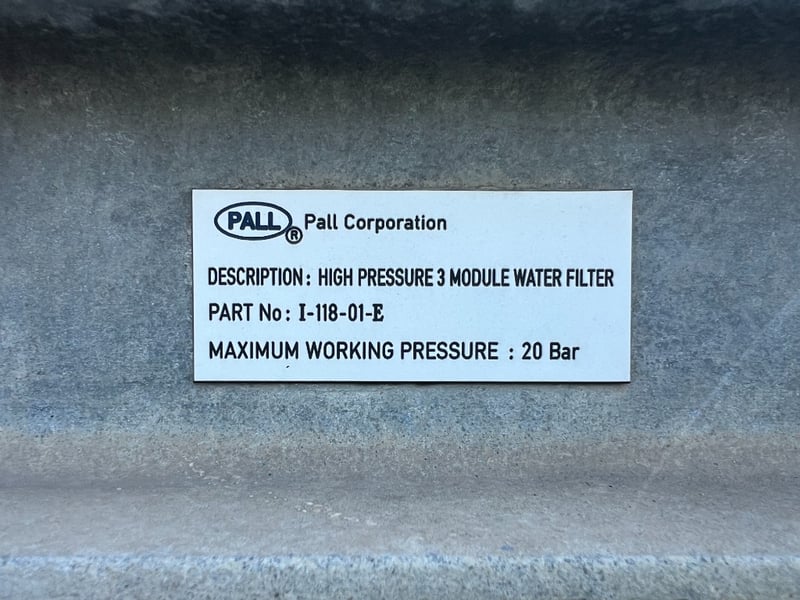 PALL ® Pall Corporation
DESCRIPTION : HIGH PRESSURE 3 MODULE WATER FILTER
PART No : I-118-01-E
MAXIMUM WORKING PRESSURE : 20 Bar